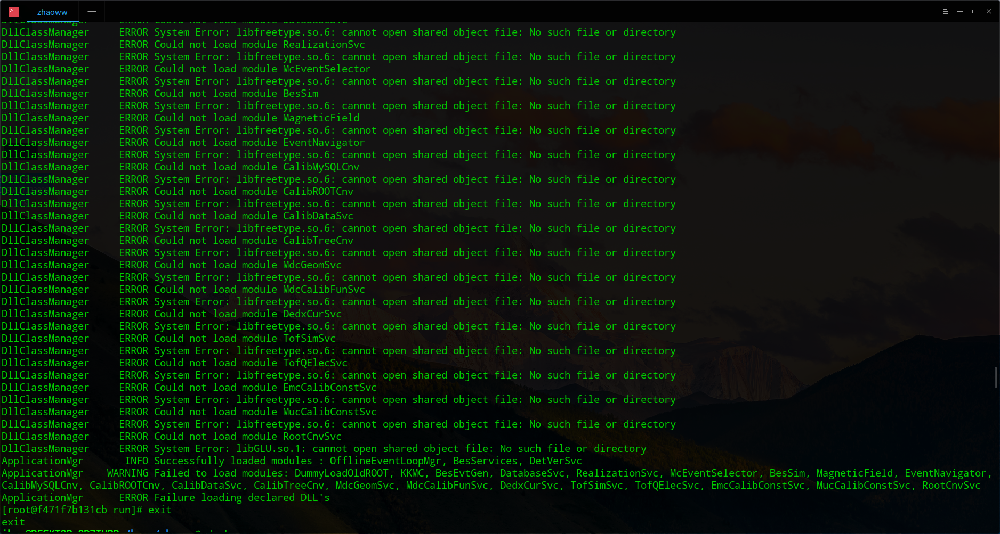 zhaoww
DllClassManager ERROR Could not load module DatabaseSvc
DllClassManager ERROR System Error: libfreetype.so.6: cannot open shared object file: No such file or directory
DllClassManager ERROR Could not load module RealizationSvc
DllClassManager ERROR System Error: libfreetype.so.6: cannot open shared object file: No such file or directory
DllClassManager ERROR Could not load module McEventSelector
DllClassManager ERROR System Error: libfreetype.so.6: cannot open shared object file: No such file or directory
DllClassManager ERROR Could not load module BesSim
DllClassManager ERROR System Error: libfreetype.so.6: cannot open shared object file: No such file or directory
DllClassManager ERROR Could not load module MagneticField
DllClassManager ERROR System Error: libfreetype.so.6: cannot open shared object file: No such file or directory
DllClassManager ERROR Could not load module EventNavigator
DllClassManager ERROR System Error: libfreetype.so.6: cannot open shared object file: No such file or directory
DllClassManager ERROR Could not load module CalibMySQLCnv
DllClassManager ERROR System Error: libfreetype.so.6: cannot open shared object file: No such file or directory
DllClassManager ERROR Could not load module CalibROOTCnv
DllClassManager ERROR System Error: libfreetype.so.6: cannot open shared object file: No such file or directory
DllClassManager ERROR Could not load module CalibDataSvc
DllClassManager ERROR System Error: libfreetype.so.6: cannot open shared object file: No such file or directory
DllClassManager ERROR Could not load module CalibTreeCnv
DllClassManager ERROR System Error: libfreetype.so.6: cannot open shared object file: No such file or directory
DllClassManager ERROR Could not load module MdcGeomSvc
DllClassManager ERROR System Error: libfreetype.so.6: cannot open shared object file: No such file or directory
DllClassManager ERROR Could not load module MdcCalibFunSvc
DllClassManager ERROR System Error: libfreetype.so.6: cannot open shared object file: No such file or directory
DllClassManager ERROR Could not load module DedxCurSvc
DllClassManager ERROR System Error: libfreetype.so.6: cannot open shared object file: No such file or directory
DllClassManager ERROR Could not load module TofSimSvc
DllClassManager ERROR System Error: libfreetype.so.6: cannot open shared object file: No such file or directory
DllClassManager ERROR Could not load module TofQElecSvc
DllClassManager ERROR System Error: libfreetype.so.6: cannot open shared object file: No such file or directory
DllClassManager ERROR Could not load module EmcCalibConstSvc
DllClassManager ERROR System Error: libfreetype.so.6: cannot open shared object file: No such file or directory
DllClassManager ERROR Could not load module MucCalibConstSvc
DllClassManager ERROR System Error: libfreetype.so.6: cannot open shared object file: No such file or directory
DllClassManager ERROR Could not load module RootCnvSvc
DllClassManager ERROR System Error: libGLU.so.1: cannot open shared object file: No such file or directory
ApplicationMgr INFO Successfully loaded modules : OfflineEventLoopMgr, BesServices, DetVerSvc
ApplicationMgr WARNING Failed to load modules: DummyLoadOldROOT, KKMC, BesEvtGen, DatabaseSvc, RealizationSvc, McEventSelector, BesSim, MagneticField, EventNavigator,
CalibMySQLCnv, CalibROOTCnv, CalibDataSvc, CalibTreeCnv, MdcGeomSvc, MdcCalibFunSvc, DedxCurSvc, TofSimSvc, TofQElecSvc, EmcCalibConstSvc, MucCalibConstSvc, RootCnvSvc
ApplicationMgr ERROR Failure loading declared DLL's
[root@f471f7b131cb run]# exit
exit